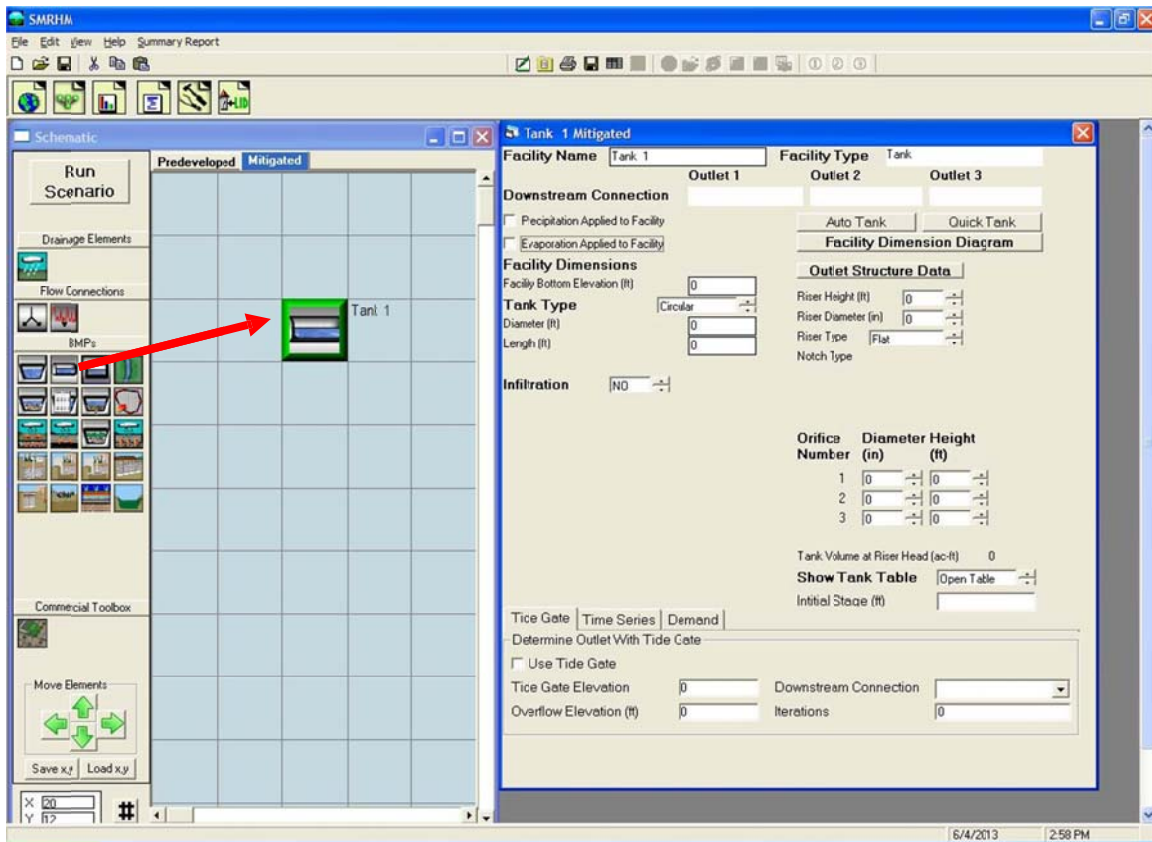 SMRHM
File Edit View Help Summary Report
Schematic
Run
Scenario
Predeveloped Mitigated
Drainage Elements
Flow Connections
BMPs
Tank 1
Commercial Toolbox
Move Elements
Save x,y Load x,y
X 20
Y 12
#
Tank 1 Mitigated
Facility Name Tank 1 Facility Type Tank
Outlet 1 Outlet 2 Outlet 3
Downstream Connection
Pecipitation Applied to Facility Auto Tank Quick Tank
Evaporation Applied to Facility Facility Dimension Diagram
Facility Dimensions Outlet Structure Data
Facility Bottom Elevation (ft) 0
Tank Type Circular
Diameter (ft) 0
Length (ft) 0
Riser Height (ft) 0
Riser Diameter (in) 0
Riser Type Flat
Notch Type
Infiltration NO
Orifice Diameter Height
Number (in) (ft)
1 0 0
2 0 0
3 0 0
Tank Volume at Riser Head (ac-ft) 0
Show Tank Table Open Table
Intitial Stage (ft)
Tice Gate Time Series Demand
Determine Outlet With Tide Gate
Use Tide Gate
Tice Gate Elevation 0 Downstream Connection
Overflow Elevation (ft) 0 Iterations 0
6/4/2013 2:58 PM